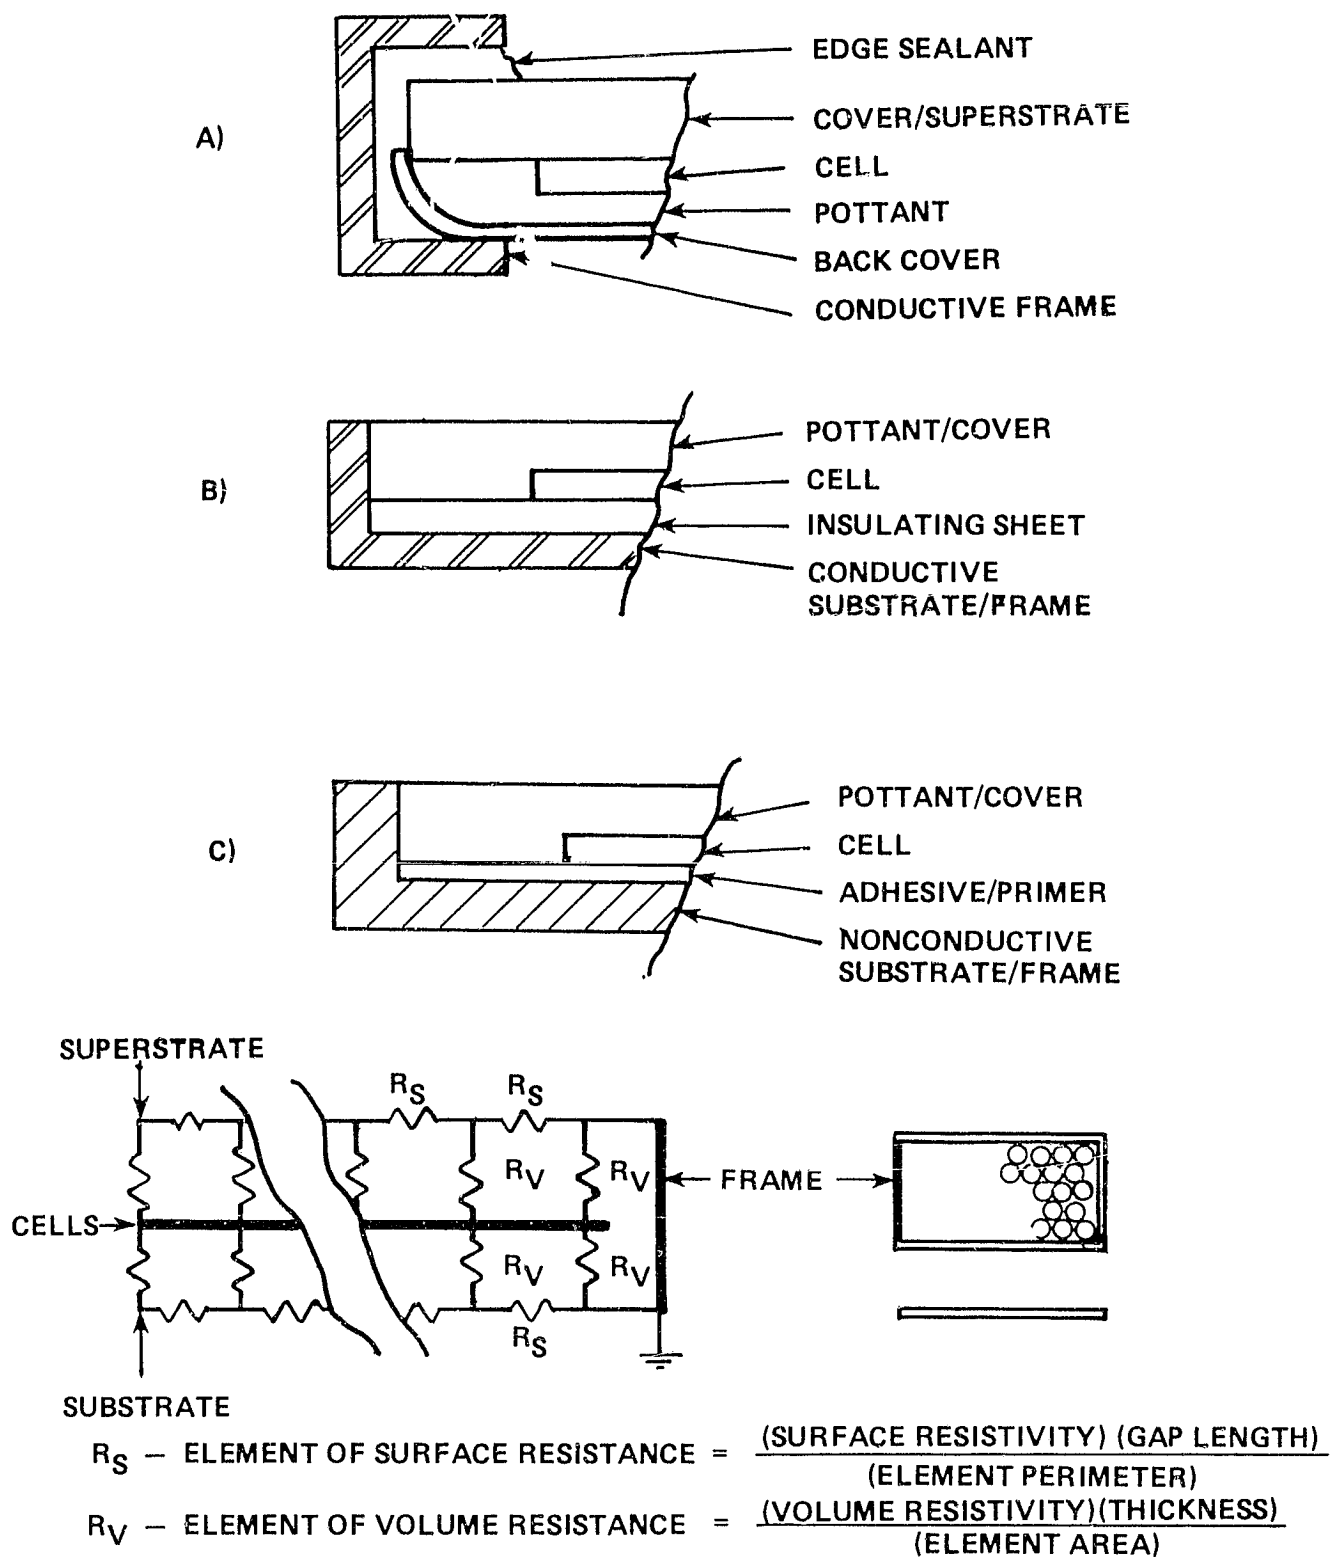 A)
EDGE SEALANT
COVER/SUPERSTRATE
CELL
POTTANT
BACK COVER
CONDUCTIVE FRAME
B)
POTTANT/COVER
CELL
INSULATING SHEET
CONDUCTIVE
SUBSTRATE/FRAME
C)
POTTANT/COVER
CELL
ADHESIVE/PRIMER
NONCONDUCTIVE
SUBSTRATE/FRAME
SUPERSTRATE
RS RS
RV RV
FRAME
CELLS
RV RV
RS
SUBSTRATE
RS – ELEMENT OF SURFACE RESISTANCE = (SURFACE RESISTIVITY) (GAP LENGTH)
(ELEMENT PERIMETER)
RV – ELEMENT OF VOLUME RESISTANCE = (VOLUME RESISTIVITY)(THICKNESS)
(ELEMENT AREA)